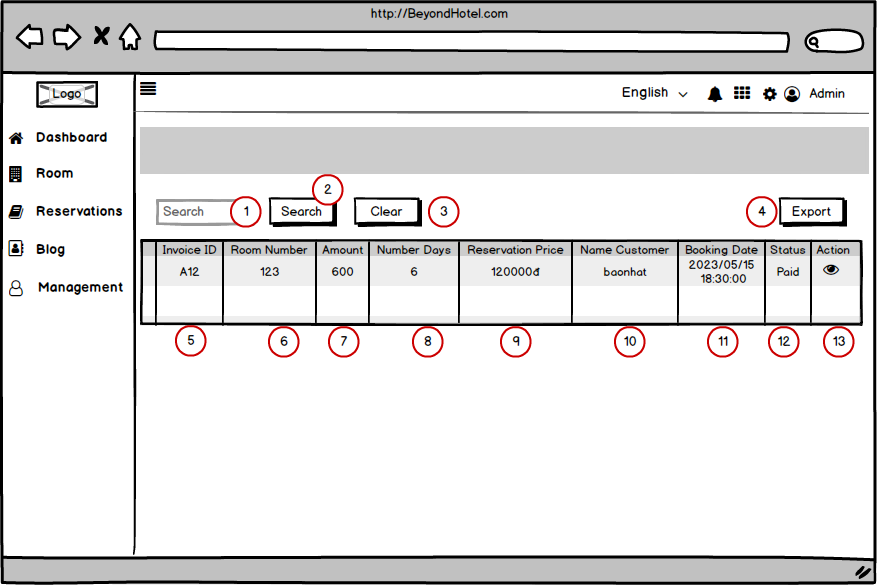 http://BeyondHotel.com
Logo
English
Admin
Dashboard
Room
Reservations
Blog
Management
2
Search 1 Search Clear 3 4 Export
Invoice ID Room Number Amount Number Days Reservation Price Name Customer Booking Date Status Action
A12 123 600 6 120000đ baonhat 2023/05/15 Paid
18:30:00
5 6 7 8 9 10 11 12 13